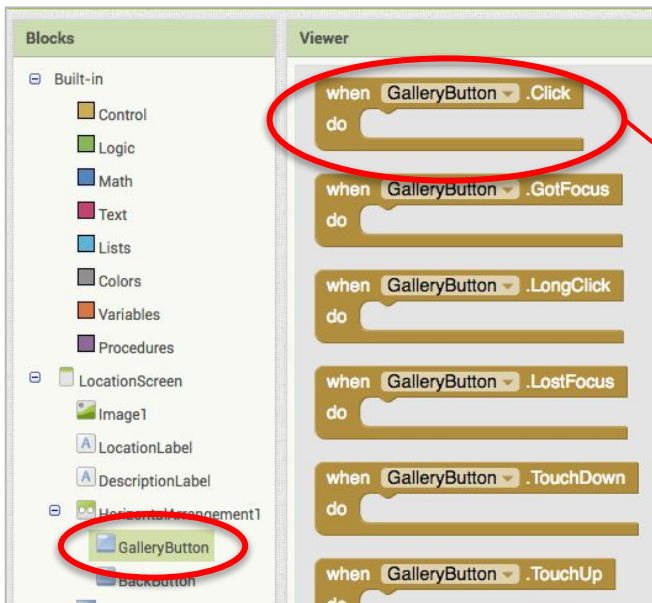 Blocks
Built-in
Control
Logic
Math
Text
Lists
Colors
Variables
Procedures
LocationScreen
Image1
A LocationLabel
A DescriptionLabel
HorizontalArrangement1
GalleryButton
BackButton
Viewer
when GalleryButton .Click
do
when GalleryButton .GotFocus
do
when GalleryButton .LongClick
do
when GalleryButton .LostFocus
do
when GalleryButton .TouchDown
do
when GalleryButton .TouchUp
do